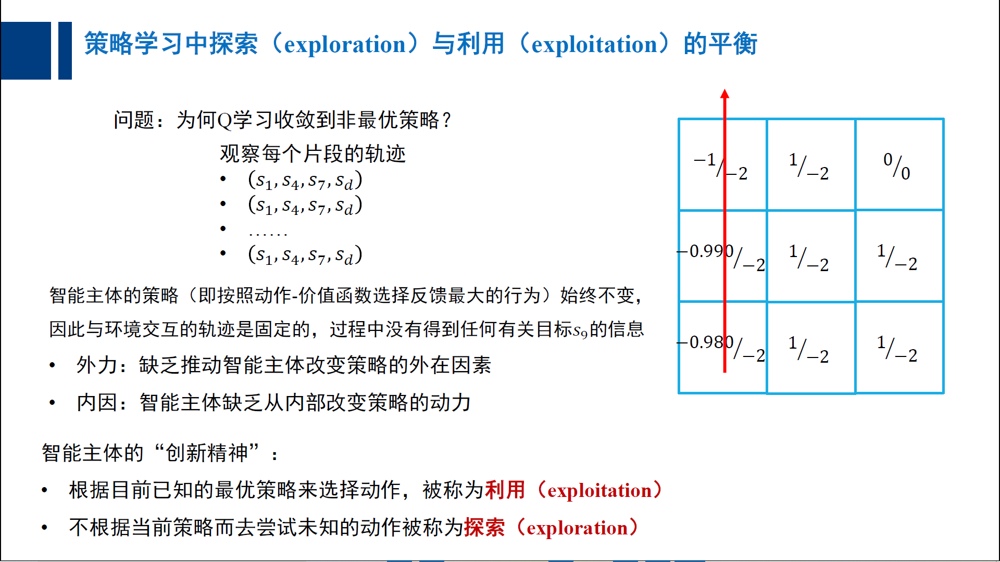 策略学习中探索（exploration）与利用（exploitation）的平衡
问题：为何Q学习收敛到非最优策略？
观察每个片段的轨迹
• (s₁, s₄, s₇, s_d)
• (s₁, s₄, s₇, s_d)
• ……
• (s₁, s₄, s₇, s_d)
智能主体的策略（即按照动作-价值函数选择反馈最大的行为）始终不变，
因此与环境交互的轨迹是固定的，过程中没有得到任何有关目标s₉的信息
• 外力：缺乏推动智能主体改变策略的外在因素
• 内因：智能主体缺乏从内部改变策略的动力
智能主体的“创新精神”：
• 根据目前已知的最优策略来选择动作，被称为利用（exploitation）
• 不根据当前策略而去尝试未知的动作被称为探索（exploration）
−1/−2 1/−2 0/0
−0.990/−2 1/−2 1/−2
−0.980/−2 1/−2 1/−2